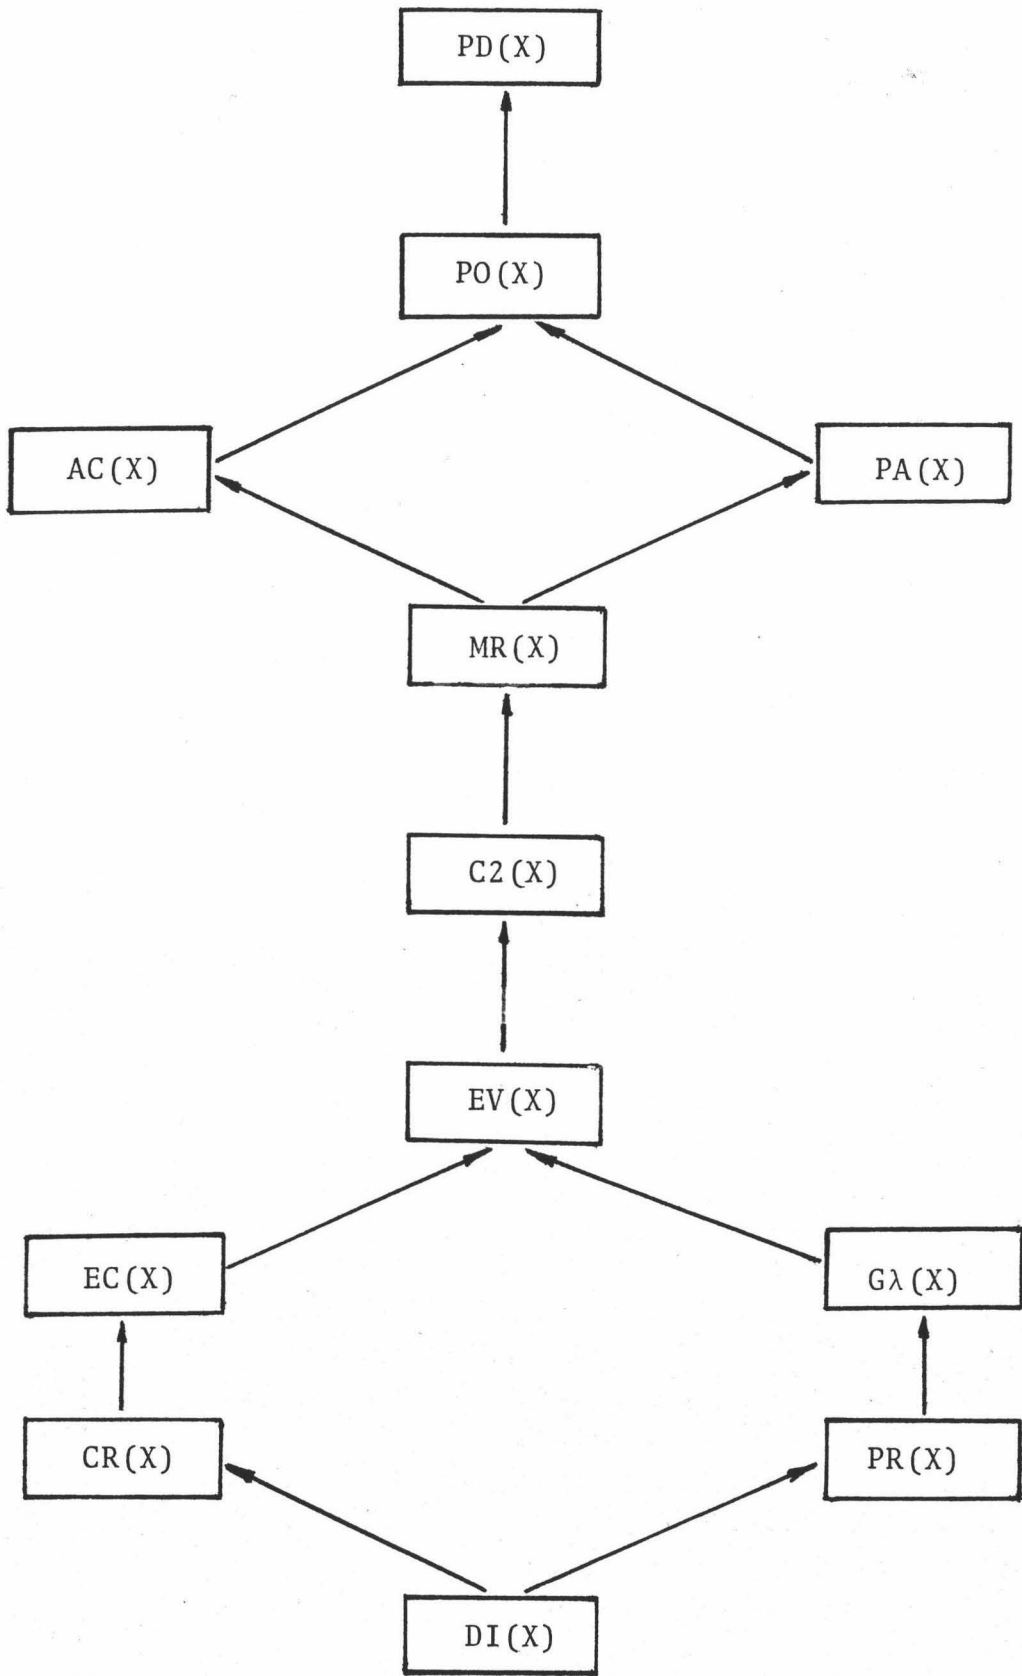 PD(X)
PO(X)
AC(X)
PA(X)
MR(X)
C2(X)
EV(X)
EC(X)
Gλ(X)
CR(X)
PR(X)
DI(X)